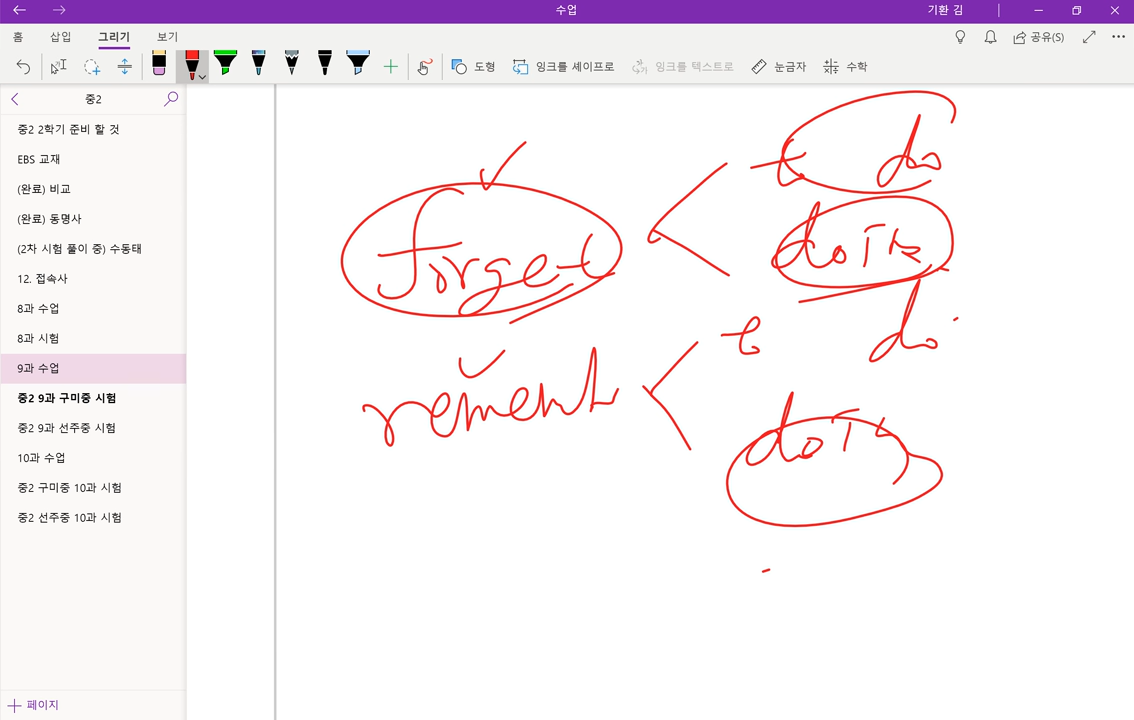 수업
기환 김
홈 삽입 그리기 보기
공유(S)
도형 잉크를 셰이프로 잉크를 텍스트로 눈금자 수학
중2
중2 2학기 준비 할 것
EBS 교재
(완료) 비교
(완료) 동명사
(2차 시험 풀이 중) 수동태
12. 접속사
8과 수업
8과 시험
9과 수업
중2 9과 구미중 시험
중2 9과 선주중 시험
10과 수업
중2 구미중 10과 시험
중2 선주중 10과 시험
페이지
to do
forget
to do